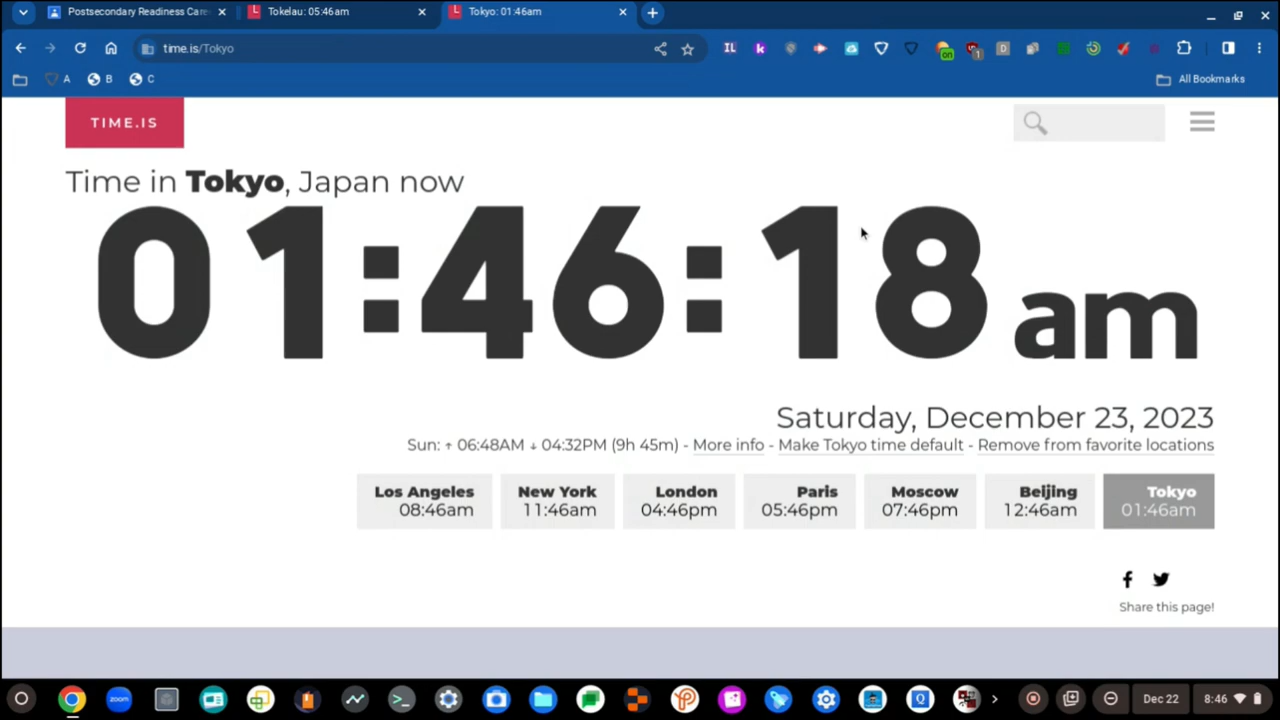 Postsecondary Readiness Care
Tokelau: 05:46am
Tokyo: 01:46am
time.is/Tokyo
A
B
C
All Bookmarks
TIME.IS
Time in Tokyo, Japan now
01:46:18 am
Saturday, December 23, 2023
Sun: ↑ 06:48AM ↓ 04:32PM (9h 45m) - More info - Make Tokyo time default - Remove from favorite locations
Los Angeles New York London Paris Moscow Beijing Tokyo
08:46am 11:46am 04:46pm 05:46pm 07:46pm 12:46am 01:46am
Share this page!
zoom
Dec 22
8:46